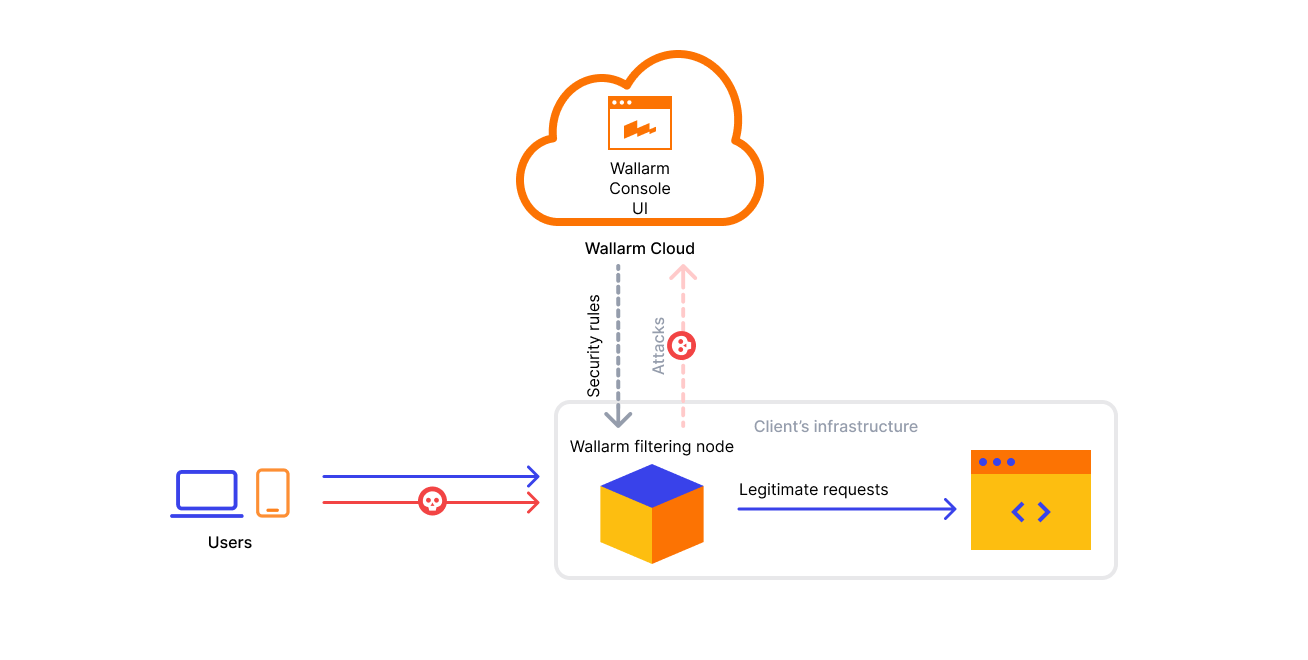 Wallarm
Console
UI
Wallarm Cloud
Security rules
Attacks
Client’s infrastructure
Wallarm filtering node
Legitimate requests
Users